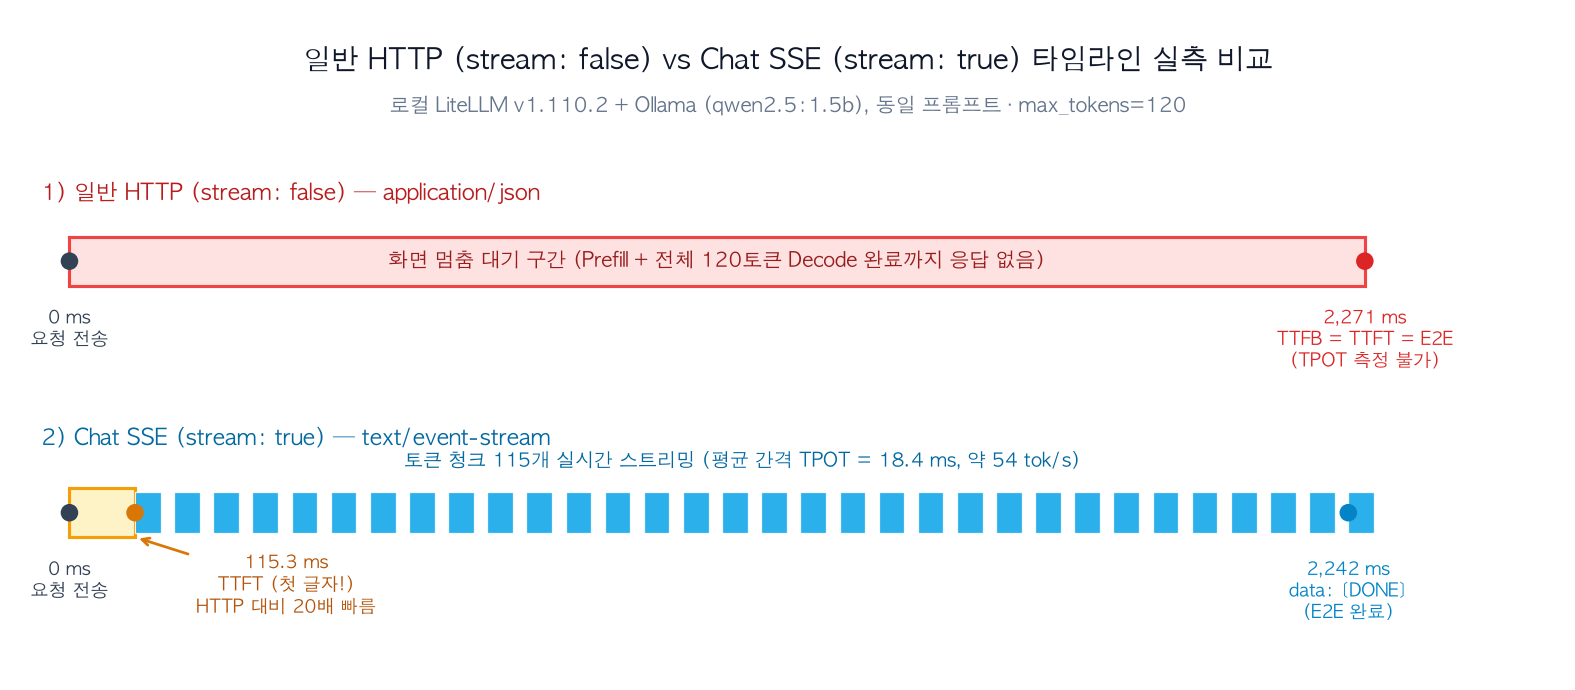 일반 HTTP (stream: false) vs Chat SSE (stream: true) 타임라인 실측 비교
로컬 LiteLLM v1.110.2 + Ollama (qwen2.5:1.5b), 동일 프롬프트 · max_tokens=120
1) 일반 HTTP (stream: false) — application/json
화면 멈춤 대기 구간 (Prefill + 전체 120토큰 Decode 완료까지 응답 없음)
0 ms
요청 전송
2,271 ms
TTFB = TTFT = E2E
(TPOT 측정 불가)
2) Chat SSE (stream: true) — text/event-stream
토큰 청크 115개 실시간 스트리밍 (평균 간격 TPOT = 18.4 ms, 약 54 tok/s)
0 ms
요청 전송
115.3 ms
TTFT (첫 글자!)
HTTP 대비 20배 빠름
2,242 ms
data: [DONE]
(E2E 완료)